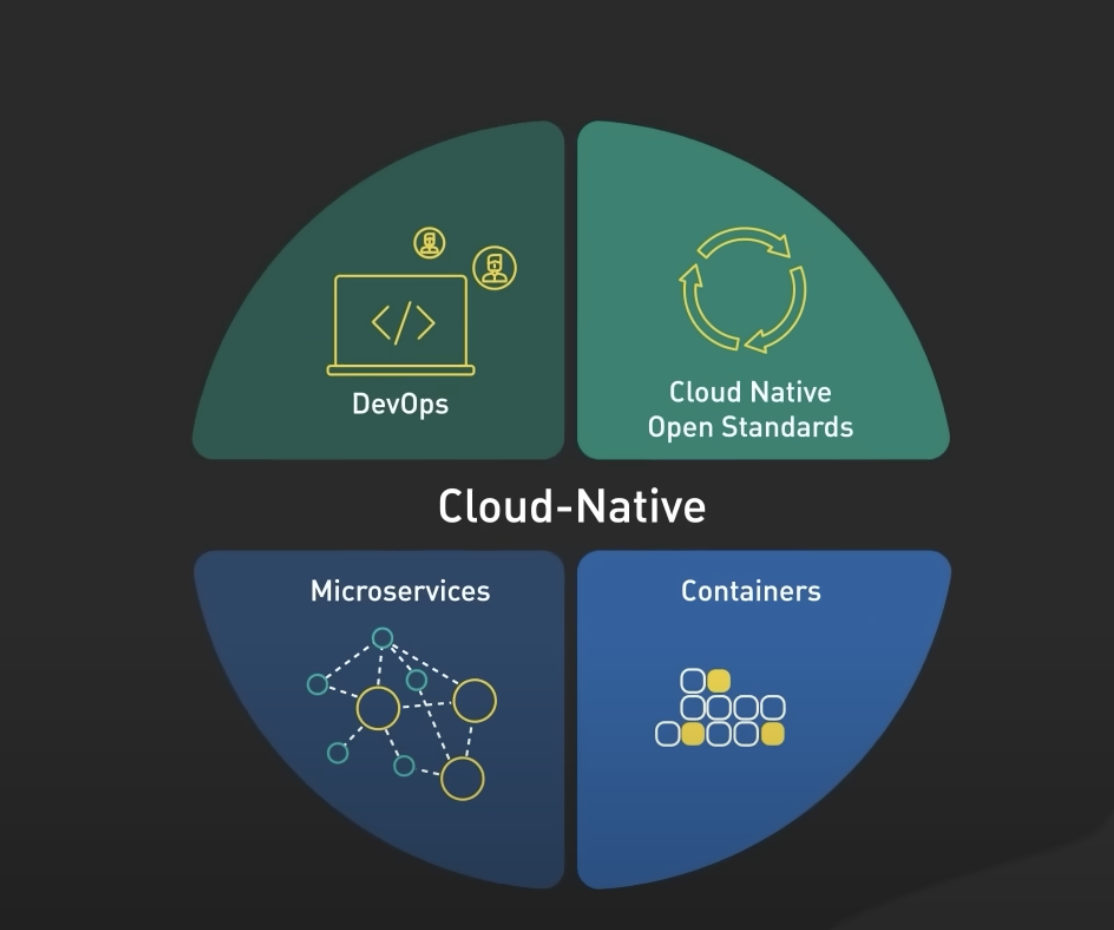 DevOps
Cloud Native
Open Standards
Cloud-Native
Microservices
Containers